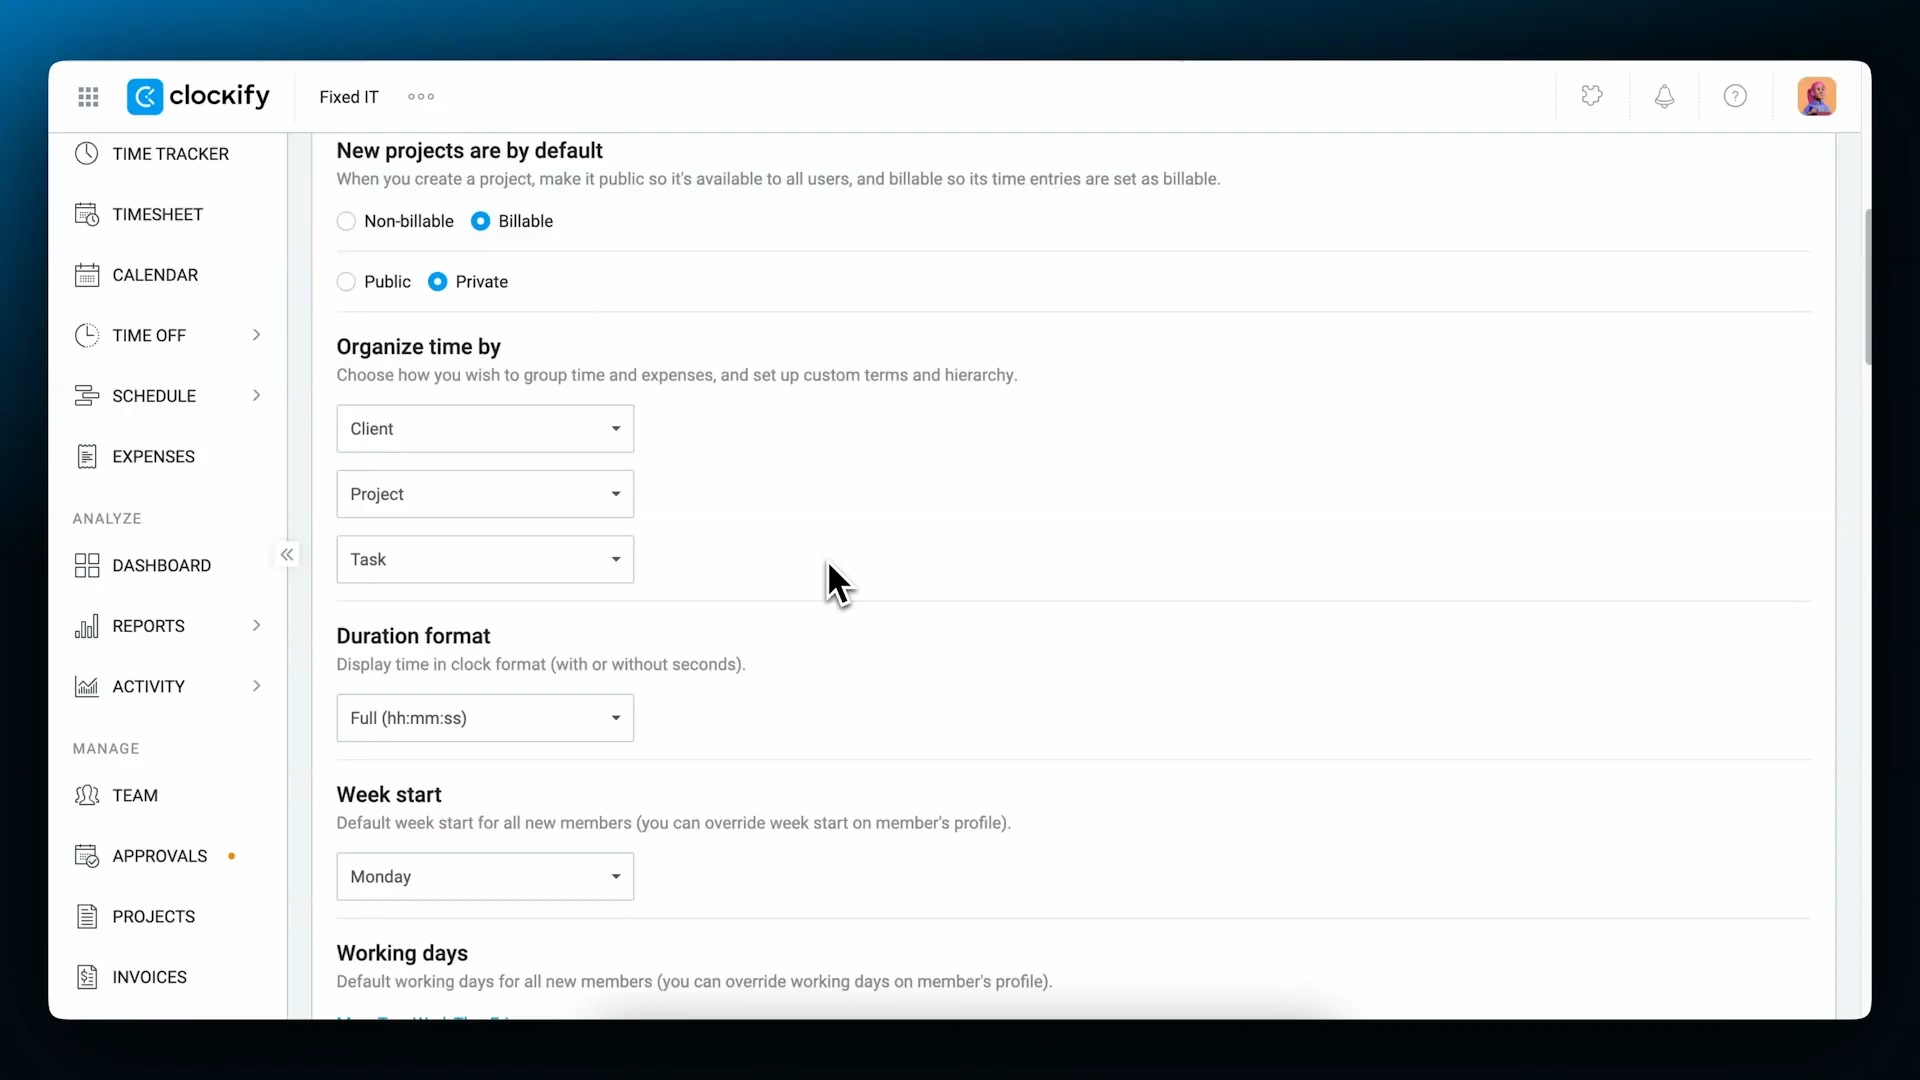 clockify
Fixed IT
TIME TRACKER
TIMESHEET
CALENDAR
TIME OFF
SCHEDULE
EXPENSES
ANALYZE
DASHBOARD
REPORTS
ACTIVITY
MANAGE
TEAM
APPROVALS
PROJECTS
INVOICES
New projects are by default
When you create a project, make it public so it's available to all users, and billable so its time entries are set as billable.
Non-billable Billable
Public Private
Organize time by
Choose how you wish to group time and expenses, and set up custom terms and hierarchy.
Client
Project
Task
Duration format
Display time in clock format (with or without seconds).
Full (hh:mm:ss)
Week start
Default week start for all new members (you can override week start on member's profile).
Monday
Working days
Default working days for all new members (you can override working days on member's profile).